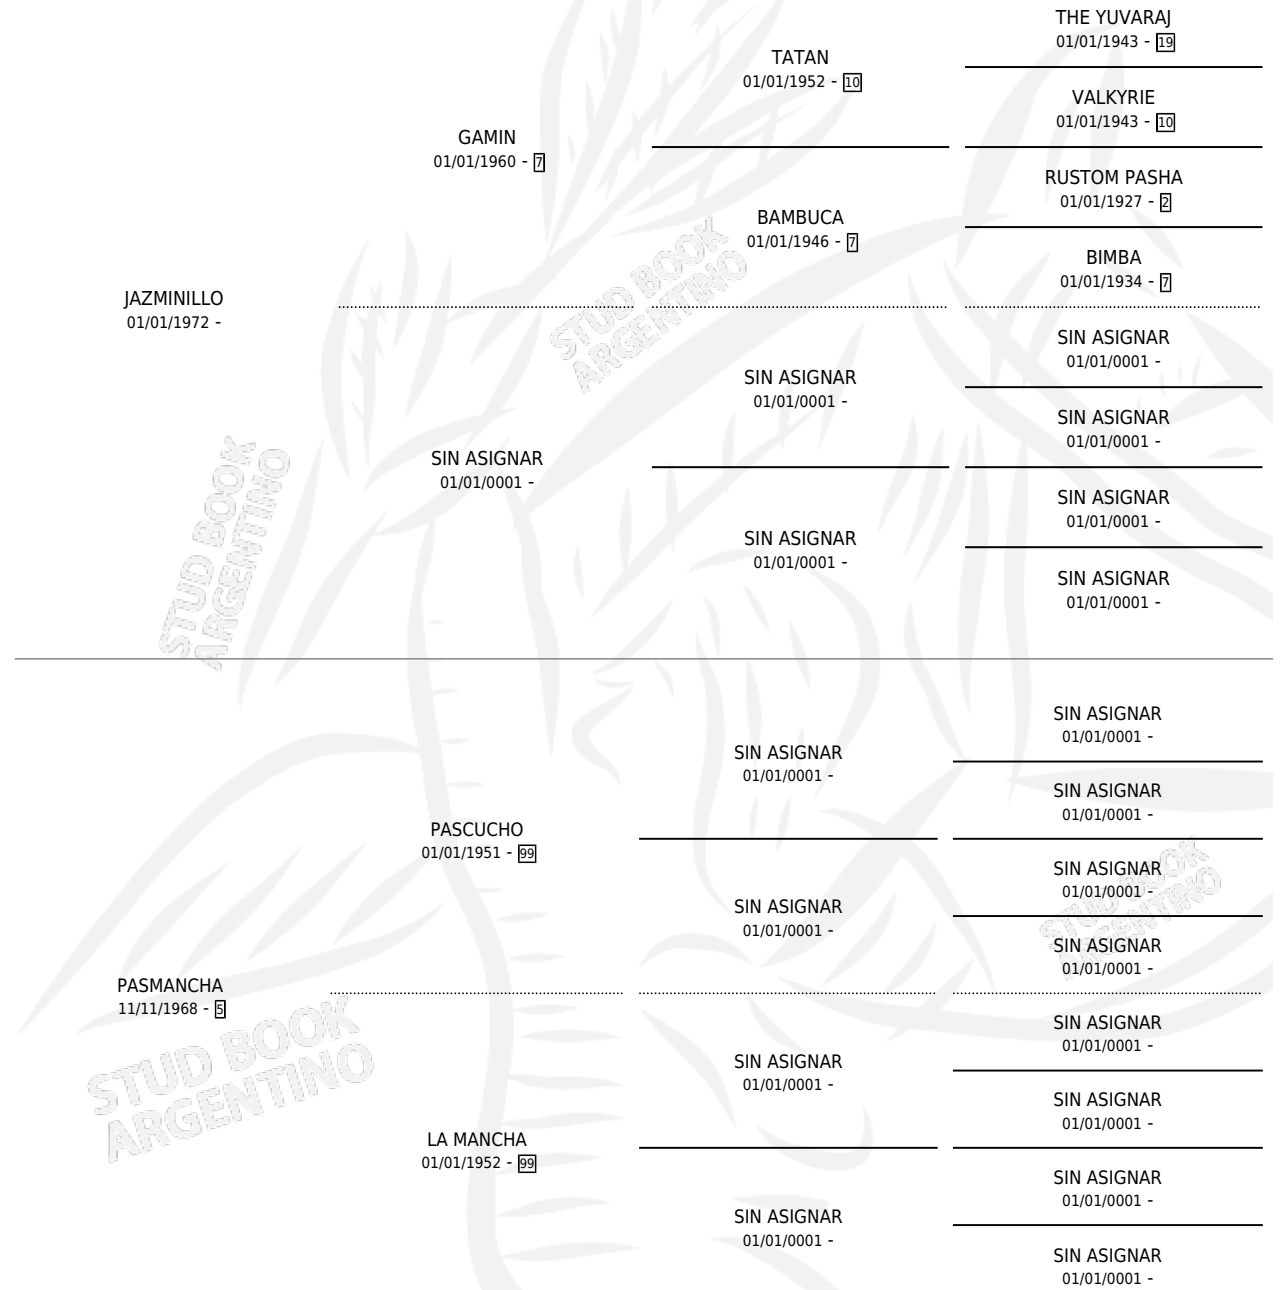 THE YUVARAJ
01/01/1943 - 19
TATAN
01/01/1952 - 10
VALKYRIE
01/01/1943 - 10
GAMIN
01/01/1960 - 7
RUSTOM PASHA
01/01/1927 - 2
BAMBUCA
01/01/1946 - 7
BIMBA
01/01/1934 - 7
JAZMINILLO
01/01/1972 -
SIN ASIGNAR
01/01/0001 -
SIN ASIGNAR
01/01/0001 -
SIN ASIGNAR
01/01/0001 -
SIN ASIGNAR
01/01/0001 -
SIN ASIGNAR
01/01/0001 -
SIN ASIGNAR
01/01/0001 -
SIN ASIGNAR
01/01/0001 -
STUD BOOK
ARGENTINO
STUD BOOK
ARGENTINO
SIN ASIGNAR
01/01/0001 -
SIN ASIGNAR
01/01/0001 -
SIN ASIGNAR
01/01/0001 -
PASCUCHO
01/01/1951 - 99
SIN ASIGNAR
01/01/0001 -
SIN ASIGNAR
01/01/0001 -
SIN ASIGNAR
01/01/0001 -
STUD BOOK
ARGENTINO
PASMANCHA
11/11/1968 - 5
SIN ASIGNAR
01/01/0001 -
SIN ASIGNAR
01/01/0001 -
SIN ASIGNAR
01/01/0001 -
LA MANCHA
01/01/1952 - 99
SIN ASIGNAR
01/01/0001 -
SIN ASIGNAR
01/01/0001 -
SIN ASIGNAR
01/01/0001 -
STUD BOOK
ARGENTINO